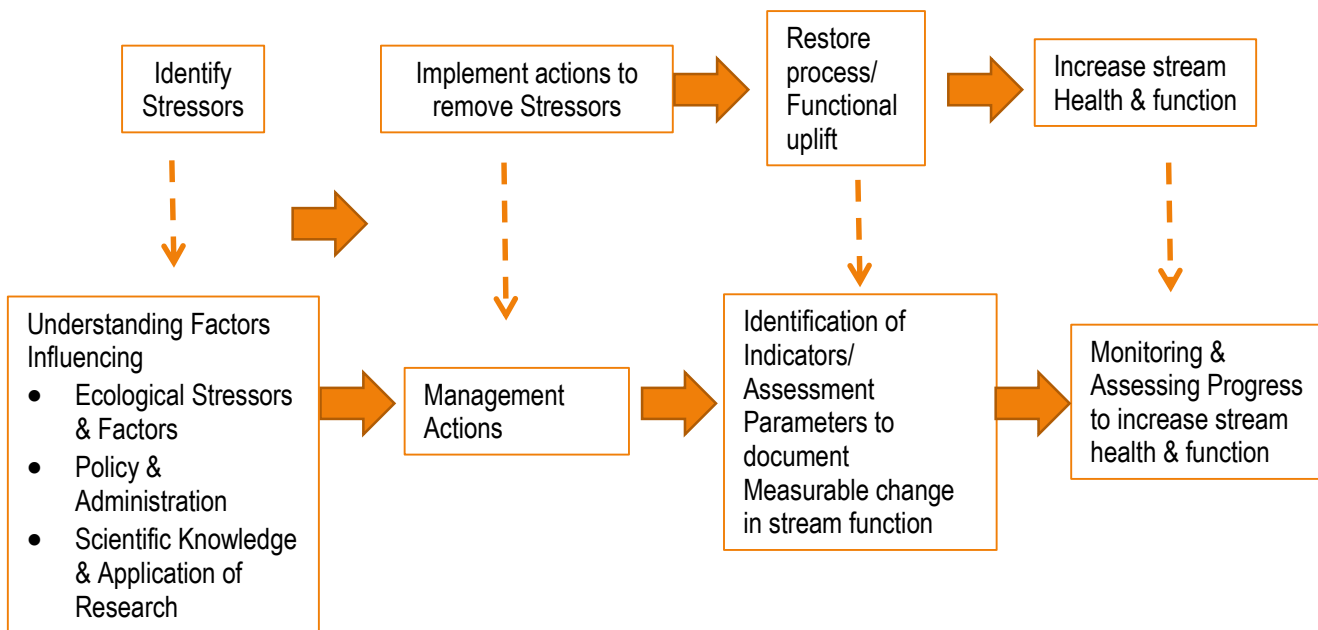 Identify
Stressors
Implement actions to
remove Stressors
Restore
process/
Functional
uplift
Increase stream
Health & function
Understanding Factors
Influencing
• Ecological Stressors
& Factors
• Policy &
Administration
• Scientific Knowledge
& Application of
Research
Management
Actions
Identification of
Indicators/
Assessment
Parameters to
document
Measurable change
in stream function
Monitoring &
Assessing Progress
to increase stream
health & function